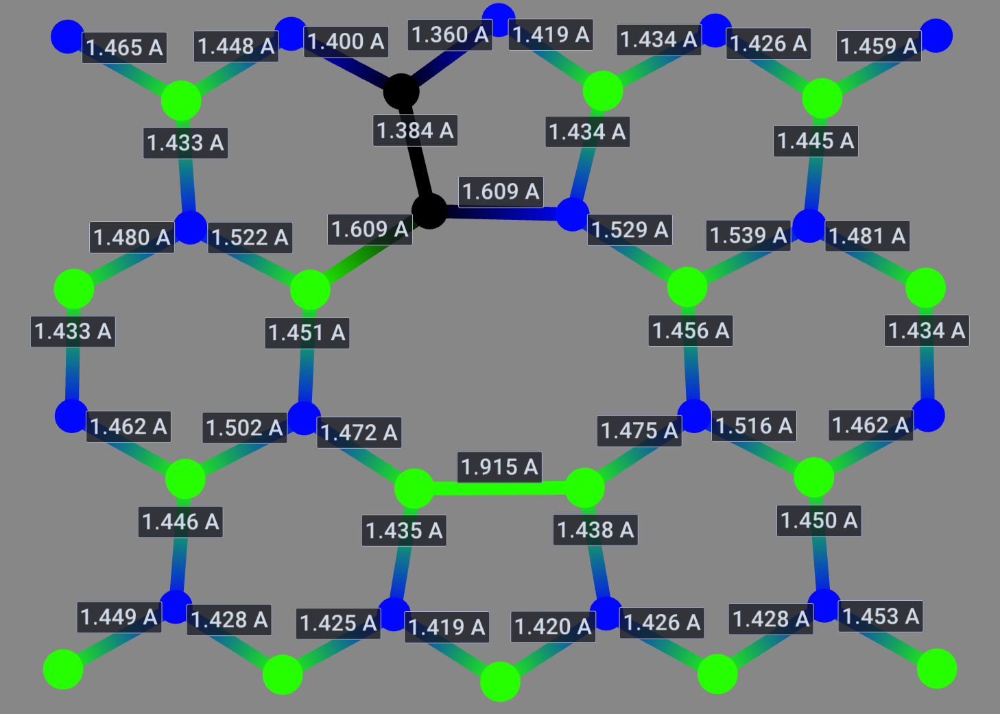 1.465 A
1.448 A
1.400 A
1.360 A
1.419 A
1.434 A
1.426 A
1.459 A
1.433 A
1.384 A
1.434 A
1.445 A
1.609 A
1.480 A
1.522 A
1.609 A
1.529 A
1.539 A
1.481 A
1.433 A
1.451 A
1.456 A
1.434 A
1.462 A
1.502 A
1.472 A
1.475 A
1.516 A
1.462 A
1.915 A
1.446 A
1.435 A
1.438 A
1.450 A
1.449 A
1.428 A
1.425 A
1.419 A
1.420 A
1.426 A
1.428 A
1.453 A